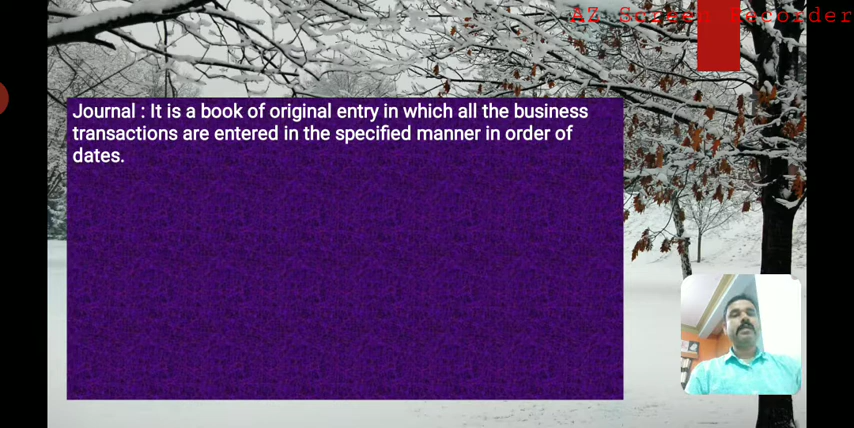 AZ Screen Recorder
Journal : It is a book of original entry in which all the business
transactions are entered in the specified manner in order of
dates.